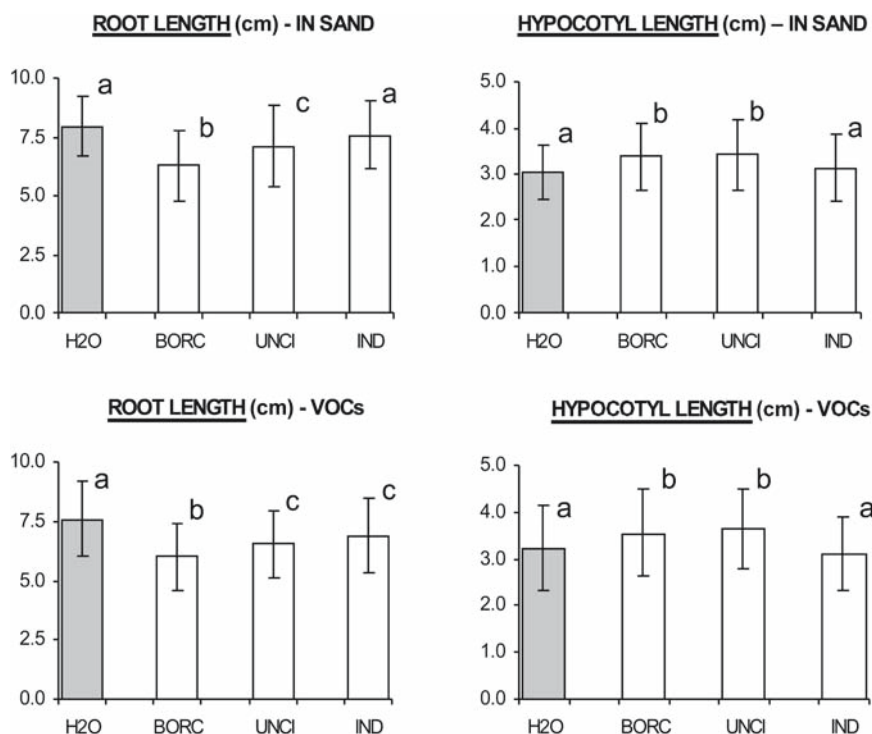 ROOT LENGTH (cm) - IN SAND
10.0
7.5
5.0
2.5
0.0
a
b
c
a
H2O BORC UNCI IND
HYPOCOTYL LENGTH (cm) – IN SAND
5.0
4.0
3.0
2.0
1.0
0.0
a
b
b
a
H2O BORC UNCI IND
ROOT LENGTH (cm) - VOCs
10.0
7.5
5.0
2.5
0.0
a
b
c
c
H2O BORC UNCI IND
HYPOCOTYL LENGTH (cm) - VOCs
5.0
4.0
3.0
2.0
1.0
0.0
a
b
b
a
H2O BORC UNCI IND